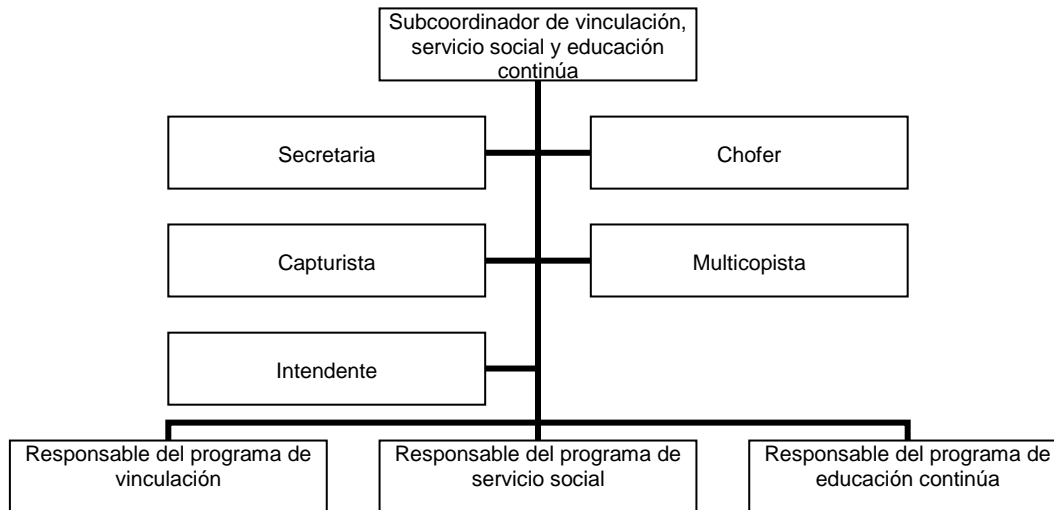 Subcoordinador de vinculación,
servicio social y educación
continúa
Secretaria
Chofer
Capturista
Multicopista
Intendente
Responsable del programa de
vinculación
Responsable del programa de
servicio social
Responsable del programa de
educación continúa